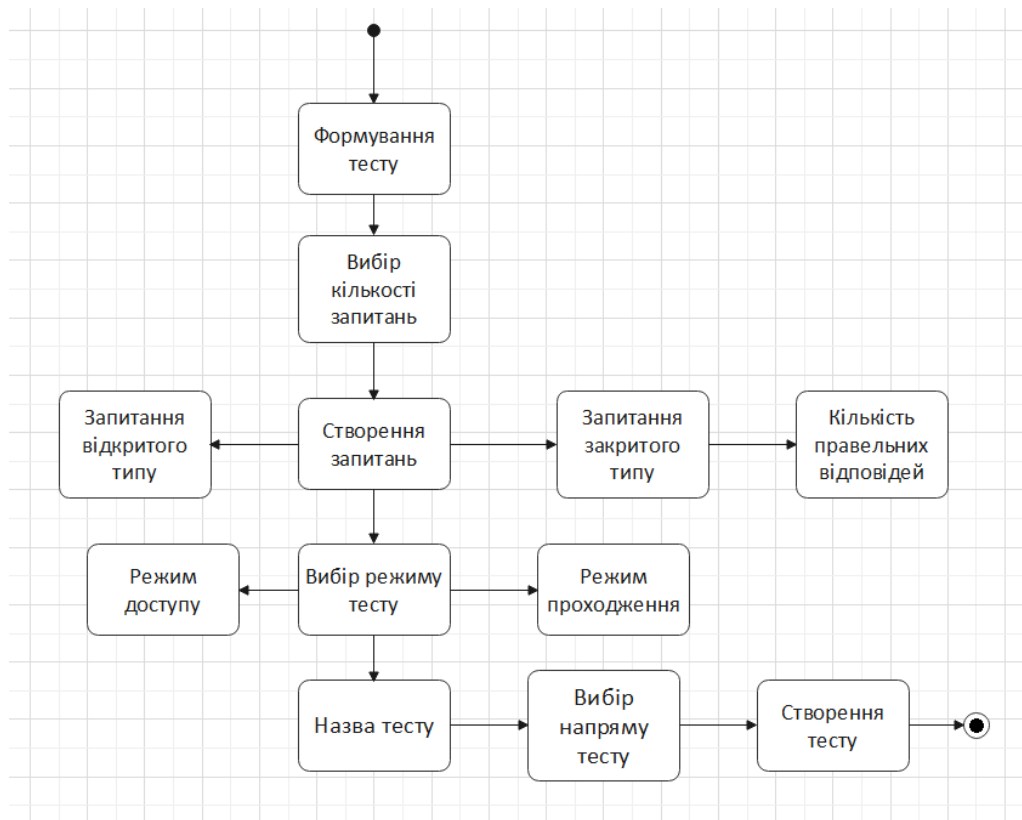 Формування
тесту
Вибір
кількості
запитань
Запитання
відкритого
типу
Створення
запитань
Запитання
закритого
типу
Кількість
правельних
відповідей
Режим
доступу
Вибір режиму
тесту
Режим
проходження
Назва тесту
Вибір
напряму
тесту
Створення
тесту